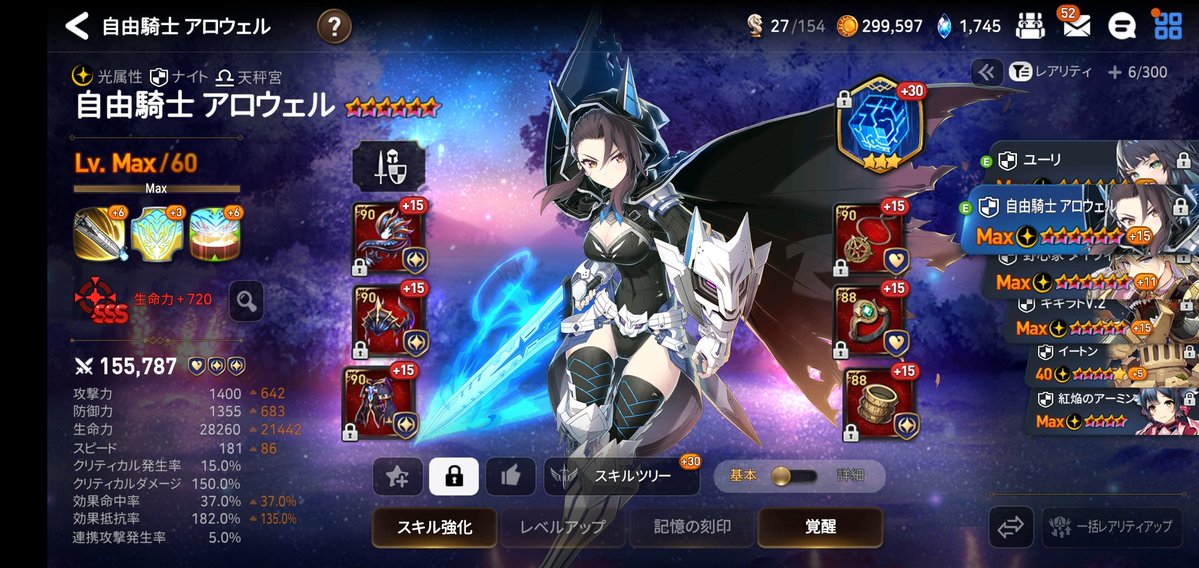 自由騎士 アロウェル
?
27/154
299,597
1,745
52
光属性 ナイト 天秤宮
自由騎士 アロウェル
Lv. Max/60
Max
+6
+3
+6
SSS
生命力+720
155,787
攻撃力 1400 642
防御力 1355 683
生命力 28260 21442
スピード 181 86
クリティカル発生率 15.0%
クリティカルダメージ 150.0%
効果命中率 37.0% 37.0%
効果抵抗率 182.0% 135.0%
連携攻撃発生率 5.0%
90 +15
90 +15
90 +15
+30
90 +15
88 +15
88 +15
スキルツリー +30
基本 詳細
スキル強化
レベルアップ
記憶の刻印
覚醒
レアリティ
6/300
E ユーリ
E 自由騎士 アロウェル
Max +15
Max +11
キキラトV.2
Max +15
イートン
40 +5
紅焔のアーミン
Max
一括レアリティアップ